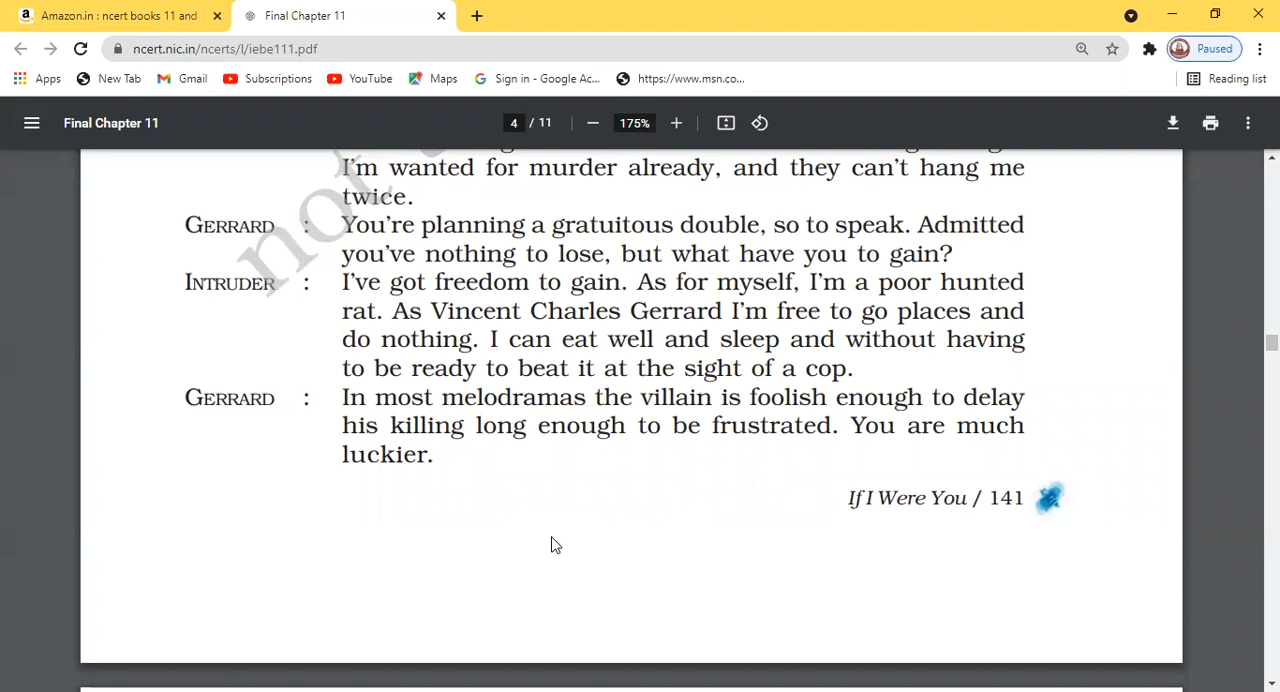 Amazon.in : ncert books 11 and
Final Chapter 11
ncert.nic.in/ncerts/l/iebe111.pdf
Paused
Apps
New Tab
Gmail
Subscriptions
YouTube
Maps
Sign in - Google Ac...
https://www.msn.co...
Reading list
Final Chapter 11
4 / 11
175%
I'm wanted for murder already, and they can't hang me
twice.
GERRARD : You're planning a gratuitous double, so to speak. Admitted
you've nothing to lose, but what have you to gain?
INTRUDER : I've got freedom to gain. As for myself, I'm a poor hunted
rat. As Vincent Charles Gerrard I'm free to go places and
do nothing. I can eat well and sleep and without having
to be ready to beat it at the sight of a cop.
GERRARD : In most melodramas the villain is foolish enough to delay
his killing long enough to be frustrated. You are much
luckier.
If I Were You / 141
not